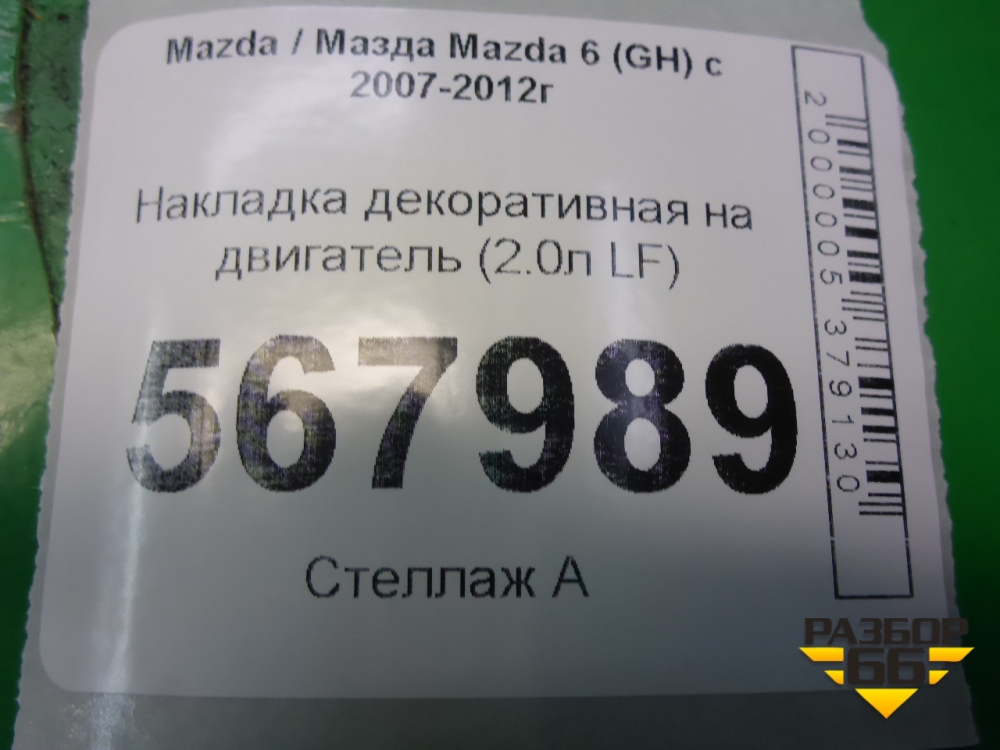 Mazda / Мазда Mazda 6 (GH) с
2007-2012г
Накладка декоративная на
двигатель (2.0л LF)
567989
Стеллаж А
2000005379130
РАЗБОР
66